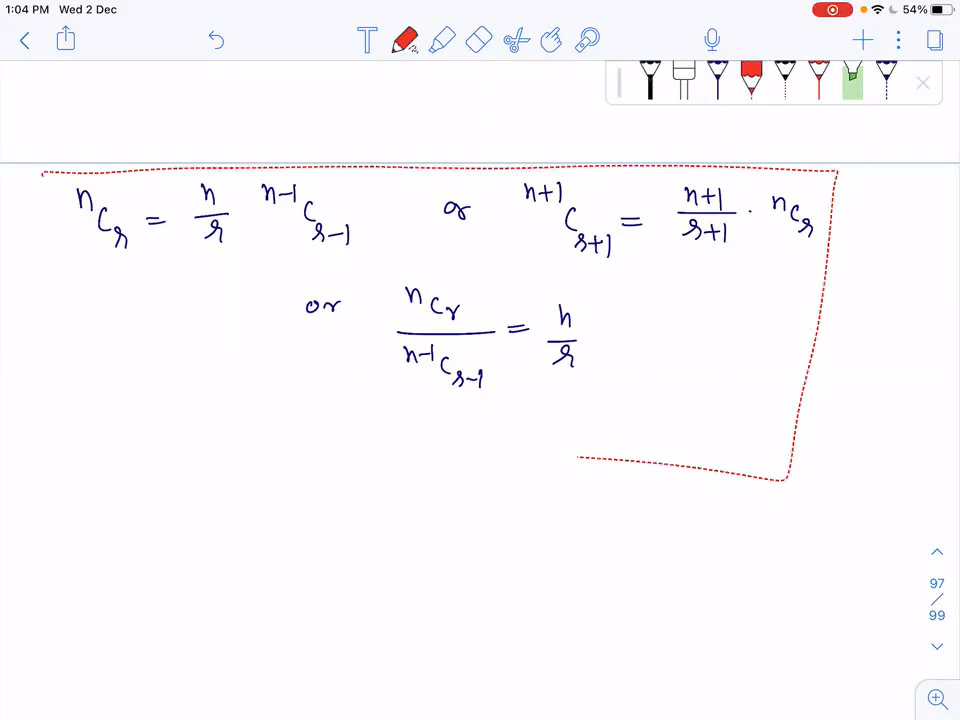 1:04 PM Wed 2 Dec 54%
T
ⁿCᵣ = n/r ⁿ⁻¹Cᵣ₋₁ or ⁿ⁺¹Cᵣ₊₁ = n+1/r+1 · ⁿCᵣ
or ⁿCᵣ/ⁿ⁻¹Cᵣ₋₁ = n/r
97
/
99